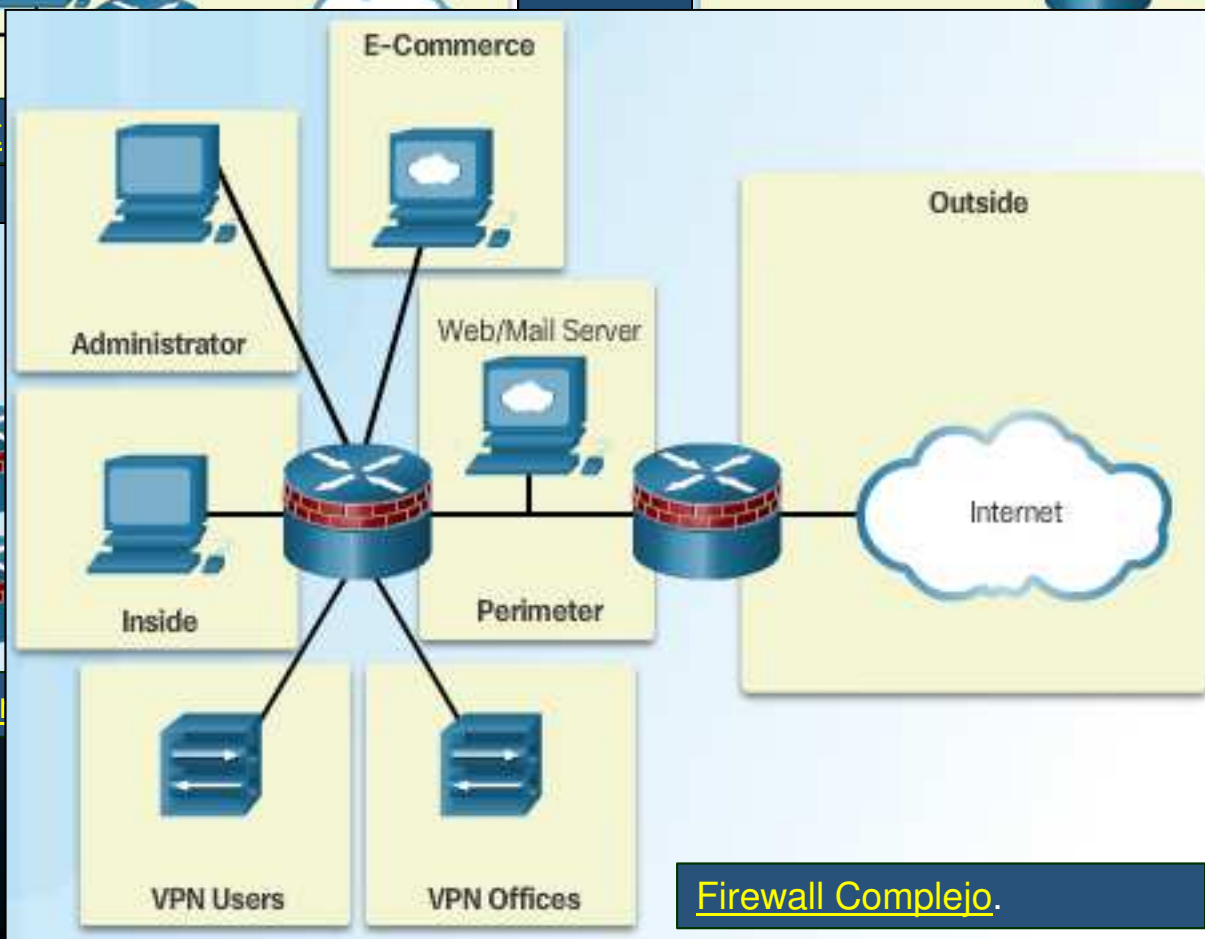 E-Commerce
Outside
Administrator
Web/Mail Server
Internet
Inside
Perimeter
VPN Users
VPN Offices
Firewall Complejo.